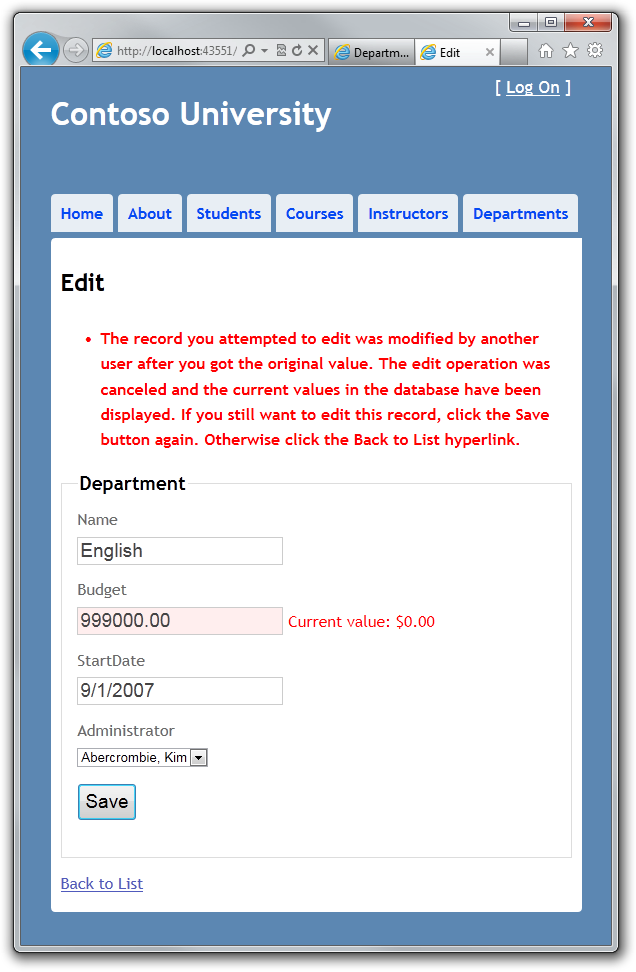 http://localhost:43551/
Departm...
Edit
[ Log On ]
Contoso University
Home
About
Students
Courses
Instructors
Departments
Edit
• The record you attempted to edit was modified by another
user after you got the original value. The edit operation was
canceled and the current values in the database have been
displayed. If you still want to edit this record, click the Save
button again. Otherwise click the Back to List hyperlink.
Department
Name
English
Budget
999000.00 Current value: $0.00
StartDate
9/1/2007
Administrator
Abercrombie, Kim
Save
Back to List